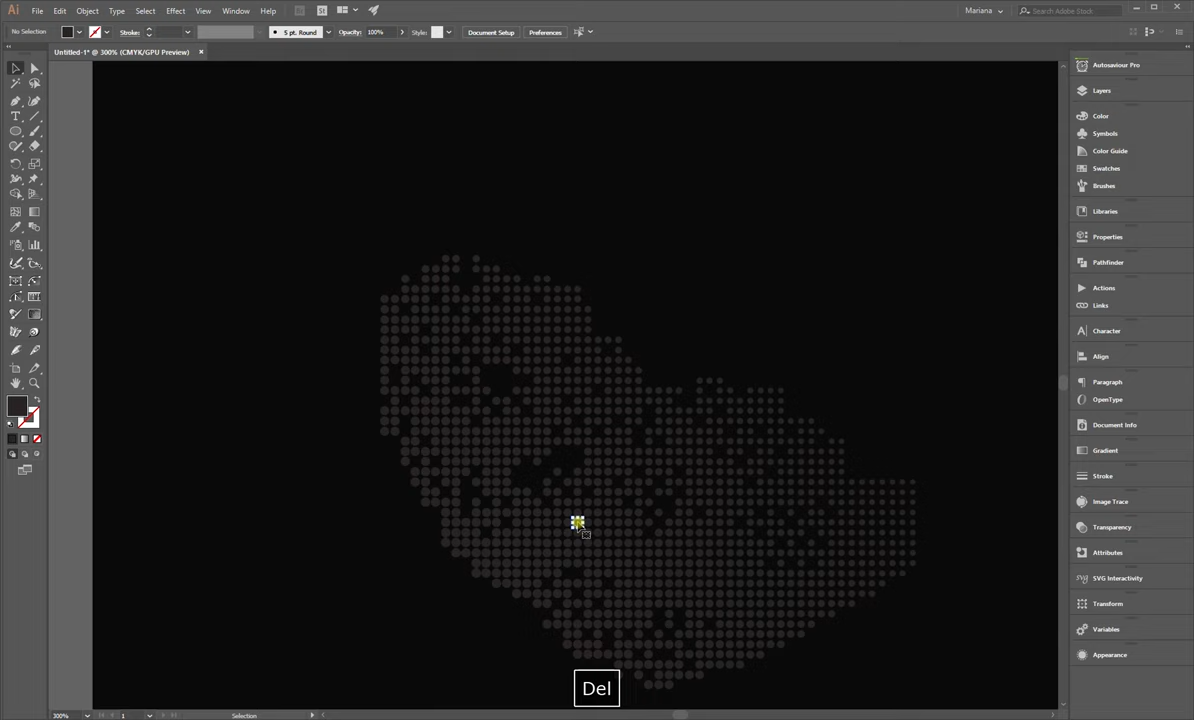 Ai File Edit Object Type Select Effect View Window Help Br St Mariana Search Adobe Stock
No Selection Stroke: 5 pt. Round Opacity: 100% Style: Document Setup Preferences
Untitled-1* @ 300% (CMYK/GPU Preview)
Autosaviour Pro
Layers
Color
Symbols
Color Guide
Swatches
Brushes
Libraries
Properties
Pathfinder
Actions
Links
Character
Align
Paragraph
OpenType
Document Info
Gradient
Stroke
Image Trace
Transparency
Attributes
SVG Interactivity
Transform
Variables
Appearance
Del
300% 1 Selection